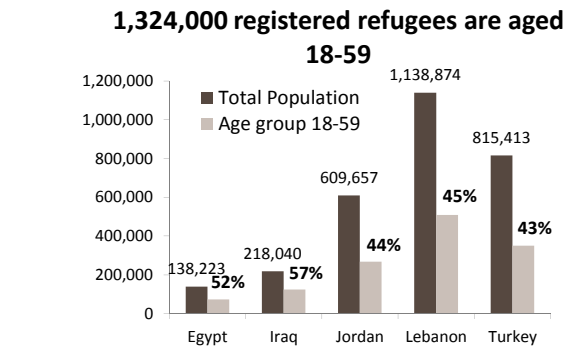 1,324,000 registered refugees are aged
18-59
1,200,000
1,000,000
800,000
600,000
400,000
200,000
0
Total Population
Age group 18-59
138,223
52%
218,040
57%
609,657
44%
1,138,874
45%
815,413
43%
Egypt
Iraq
Jordan
Lebanon
Turkey